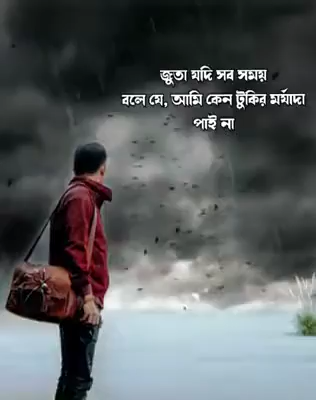 জুতা যদি সব সময়
বলে যে, আমি কেন টুকির মর্যাদা
পাই না